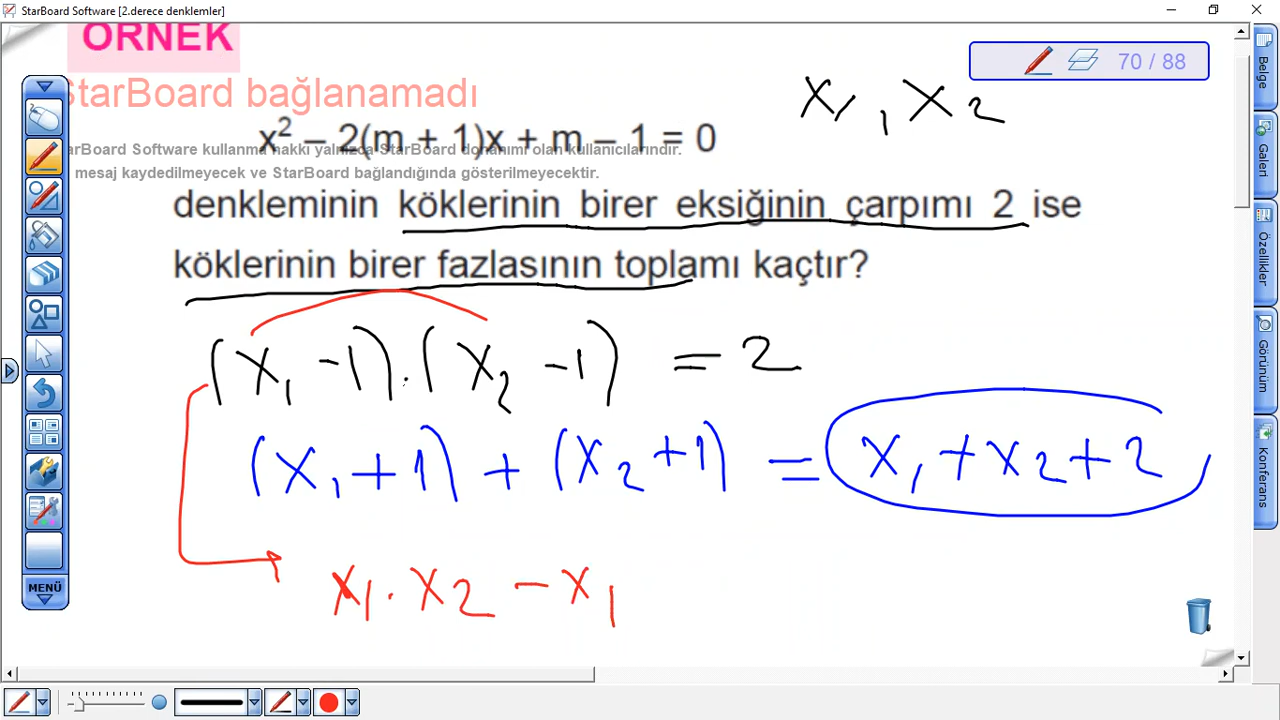 StarBoard Software [2.derece denklemler]
ÖRNEK
StarBoard bağlanamadı
70 / 88
x₁ , x₂
x² − 2(m + 1)x + m − 1 = 0
arBoard Software kullanma hakkı yalnızca StarBoard donanımı olan kullanıcılarındır.
mesaj kaydedilmeyecek ve StarBoard bağlandığında gösterilmeyecektir.
denkleminin köklerinin birer eksiğinin çarpımı 2 ise
köklerinin birer fazlasının toplamı kaçtır?
(x₁ −1).(x₂ −1) = 2
(x₁ +1) + (x₂ +1) = x₁ + x₂ + 2
x₁ . x₂ − x₁
MENÜ
Belge
Galeri
Özellikler
Görünüm
Konferans